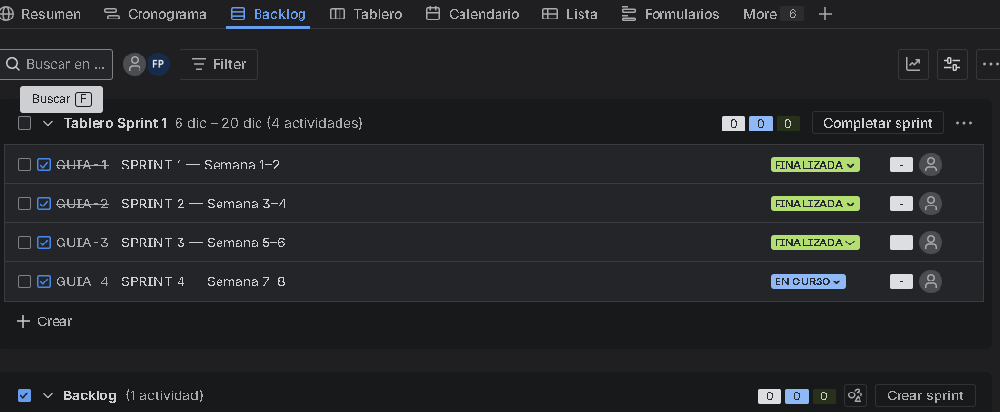 Resumen Cronograma Backlog Tablero Calendario Lista Formularios More 6
Buscar en ... FP Filter
Buscar F
Tablero Sprint 1 6 dic – 20 dic (4 actividades) 0 0 0 Completar sprint
GUIA-1 SPRINT 1 — Semana 1–2 FINALIZADA -
GUIA-2 SPRINT 2 — Semana 3–4 FINALIZADA -
GUIA-3 SPRINT 3 — Semana 5–6 FINALIZADA -
GUIA-4 SPRINT 4 — Semana 7–8 EN CURSO -
Crear
Backlog (1 actividad) 0 0 0 Crear sprint